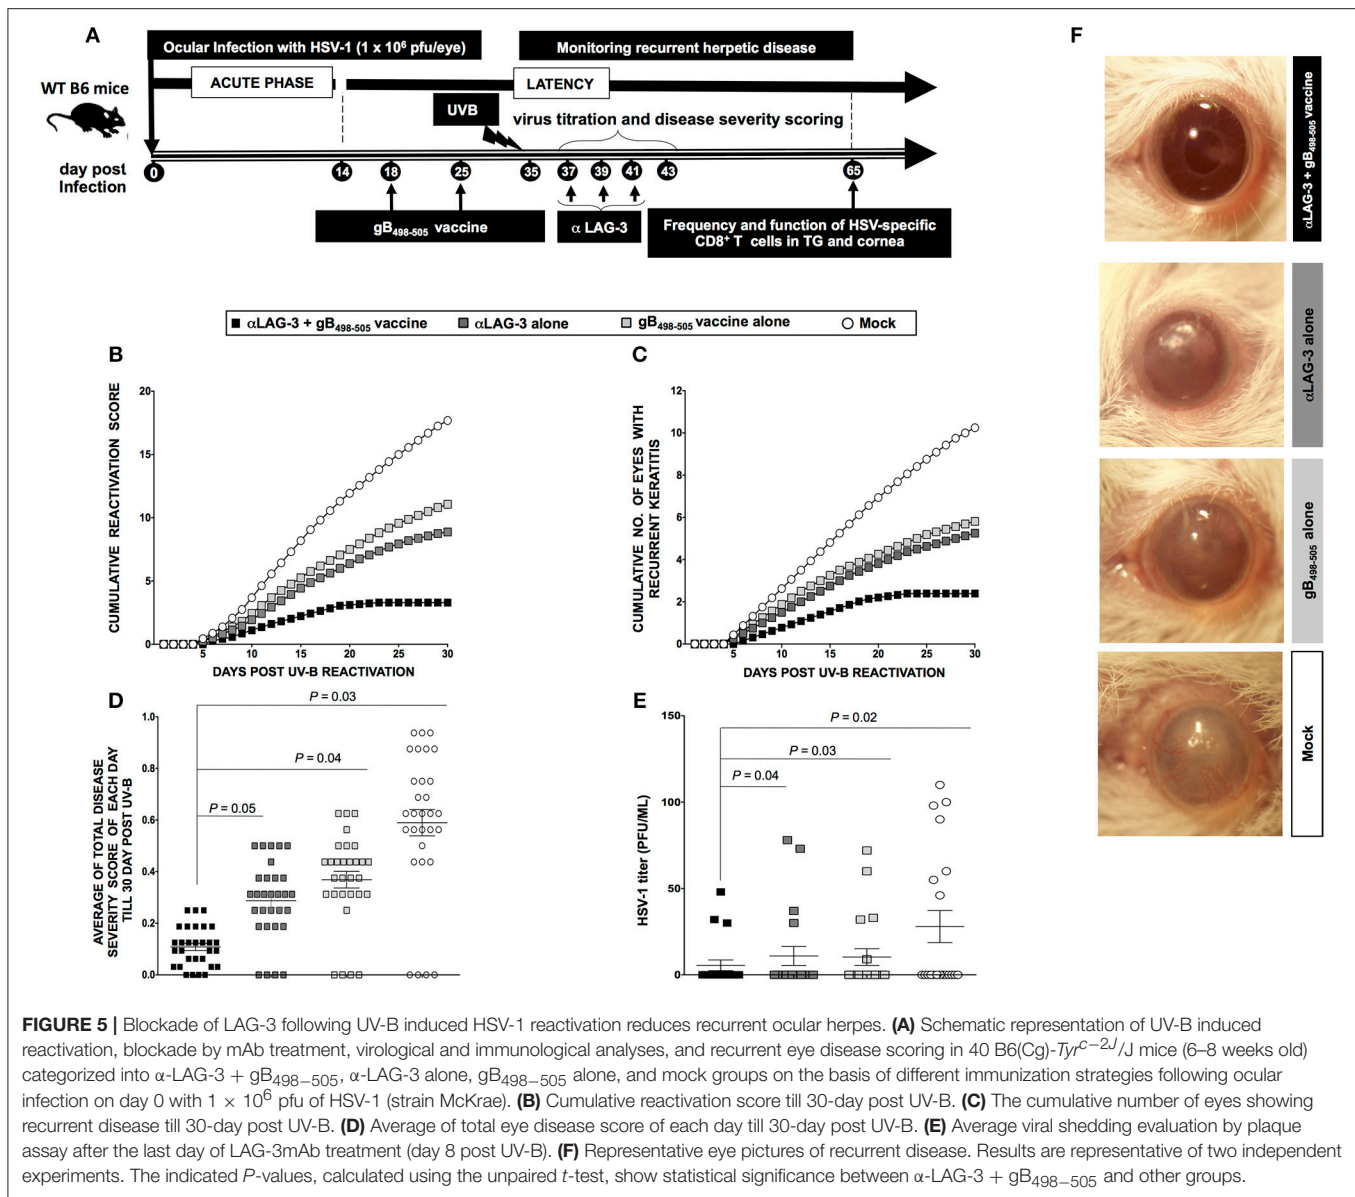 A
Ocular Infection with HSV-1 (1 x 10⁶ pfu/eye)
Monitoring recurrent herpetic disease
WT B6 mice
ACUTE PHASE
LATENCY
UVB
virus titration and disease severity scoring
day post
Infection
0 14 18 25 35 37 39 41 43 65
gB₄₉₈₋₅₀₅ vaccine
α LAG-3
Frequency and function of HSV-specific
CD8⁺ T cells in TG and cornea
αLAG-3 + gB₄₉₈₋₅₀₅ vaccine
αLAG-3 alone
gB₄₉₈₋₅₀₅ vaccine alone
Mock
B
CUMULATIVE REACTIVATION SCORE
20
15
10
5
0
5 10 15 20 25 30
DAYS POST UV-B REACTIVATION
C
CUMULATIVE NO. OF EYES WITH
RECURRENT KERATITIS
12
10
8
6
4
2
0
5 10 15 20 25 30
DAYS POST UV-B REACTIVATION
D
AVERAGE OF TOTAL DISEASE
SEVERITY SCORE OF EACH DAY
TILL 30 DAY POST UV-B
1.0
0.8
0.6
0.4
0.2
0.0
P = 0.03
P = 0.04
P = 0.05
E
HSV-1 titer (PFU/ML)
150
100
50
0
P = 0.02
P = 0.03
P = 0.04
F
αLAG-3 + gB₄₉₈₋₅₀₅ vaccine
αLAG-3 alone
gB₄₉₈₋₅₀₅ alone
Mock
FIGURE 5 | Blockade of LAG-3 following UV-B induced HSV-1 reactivation reduces recurrent ocular herpes. (A) Schematic representation of UV-B induced
reactivation, blockade by mAb treatment, virological and immunological analyses, and recurrent eye disease scoring in 40 B6(Cg)-Tyrᶜ⁻²ᴶ/J mice (6–8 weeks old)
categorized into α-LAG-3 + gB₄₉₈₋₅₀₅, α-LAG-3 alone, gB₄₉₈₋₅₀₅ alone, and mock groups on the basis of different immunization strategies following ocular
infection on day 0 with 1 × 10⁶ pfu of HSV-1 (strain McKrae). (B) Cumulative reactivation score till 30-day post UV-B. (C) The cumulative number of eyes showing
recurrent disease till 30-day post UV-B. (D) Average of total eye disease score of each day till 30-day post UV-B. (E) Average viral shedding evaluation by plaque
assay after the last day of LAG-3mAb treatment (day 8 post UV-B). (F) Representative eye pictures of recurrent disease. Results are representative of two independent
experiments. The indicated P-values, calculated using the unpaired t-test, show statistical significance between α-LAG-3 + gB₄₉₈₋₅₀₅ and other groups.